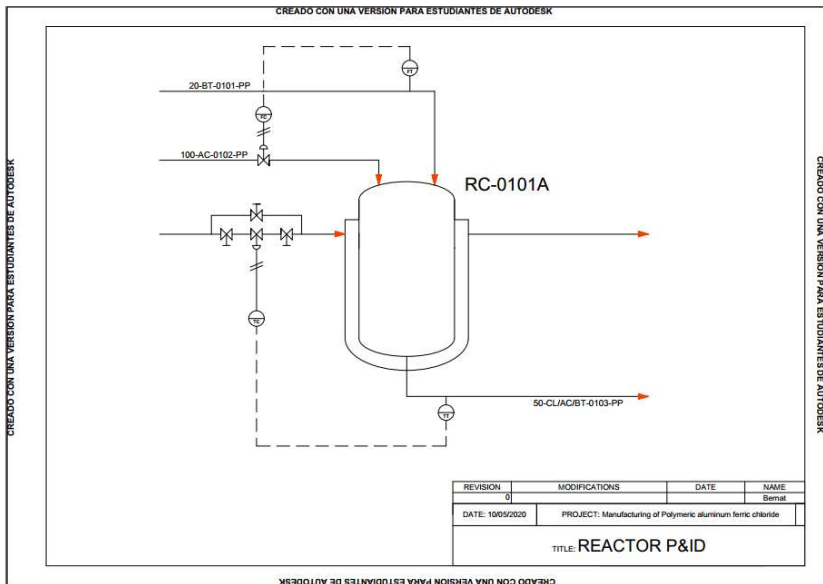 CREADO CON UNA VERSION PARA ESTUDIANTES DE AUTODESK
CREADO CON UNA VERSION PARA ESTUDIANTES DE AUTODESK
CREADO CON UNA VERSION PARA ESTUDIANTES DE AUTODESK
FT
20-BT-0101-PP
FC
100-AC-0102-PP
RC-0101A
TC
50-CL/AC/BT-0103-PP
TT
REVISION MODIFICATIONS DATE NAME
0 Bernat
DATE: 10/05/2020 PROJECT: Manufacturing of Polymeric aluminum ferric chloride
TITLE: REACTOR P&ID
CREADO CON UNA VERSION PARA ESTUDIANTES DE AUTODESK